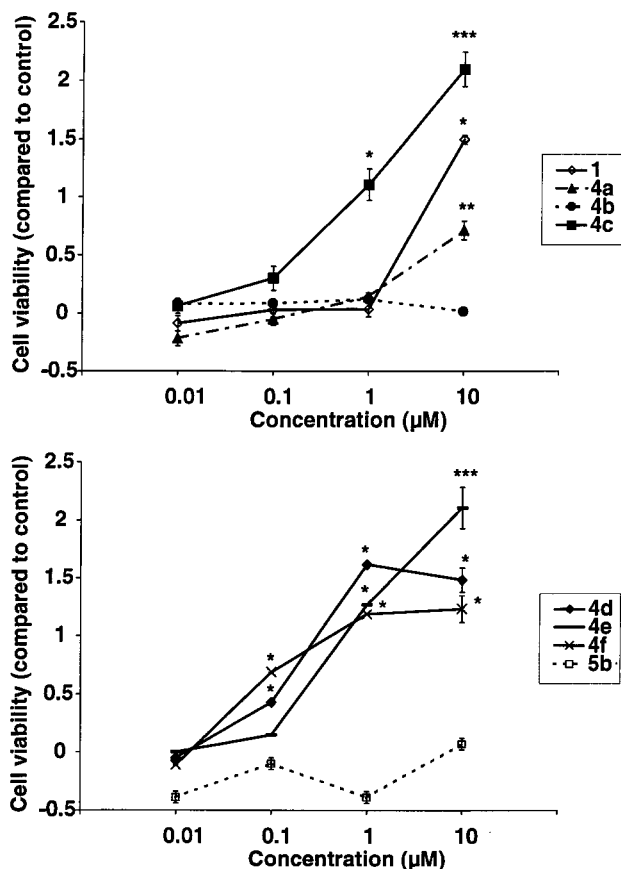 2.5
***
2
1.5
*
*
1
**
0.5
0
-0.5
0.01 0.1 1 10
Concentration (µM)
Cell viability (compared to control)
1
4a
4b
4c
2.5
***
2
*
1.5
*
*
1
*
*
*
0.5
*
0
-0.5
0.01 0.1 1 10
Concentration (µM)
Cell viability (compared to control)
4d
4e
4f
5b